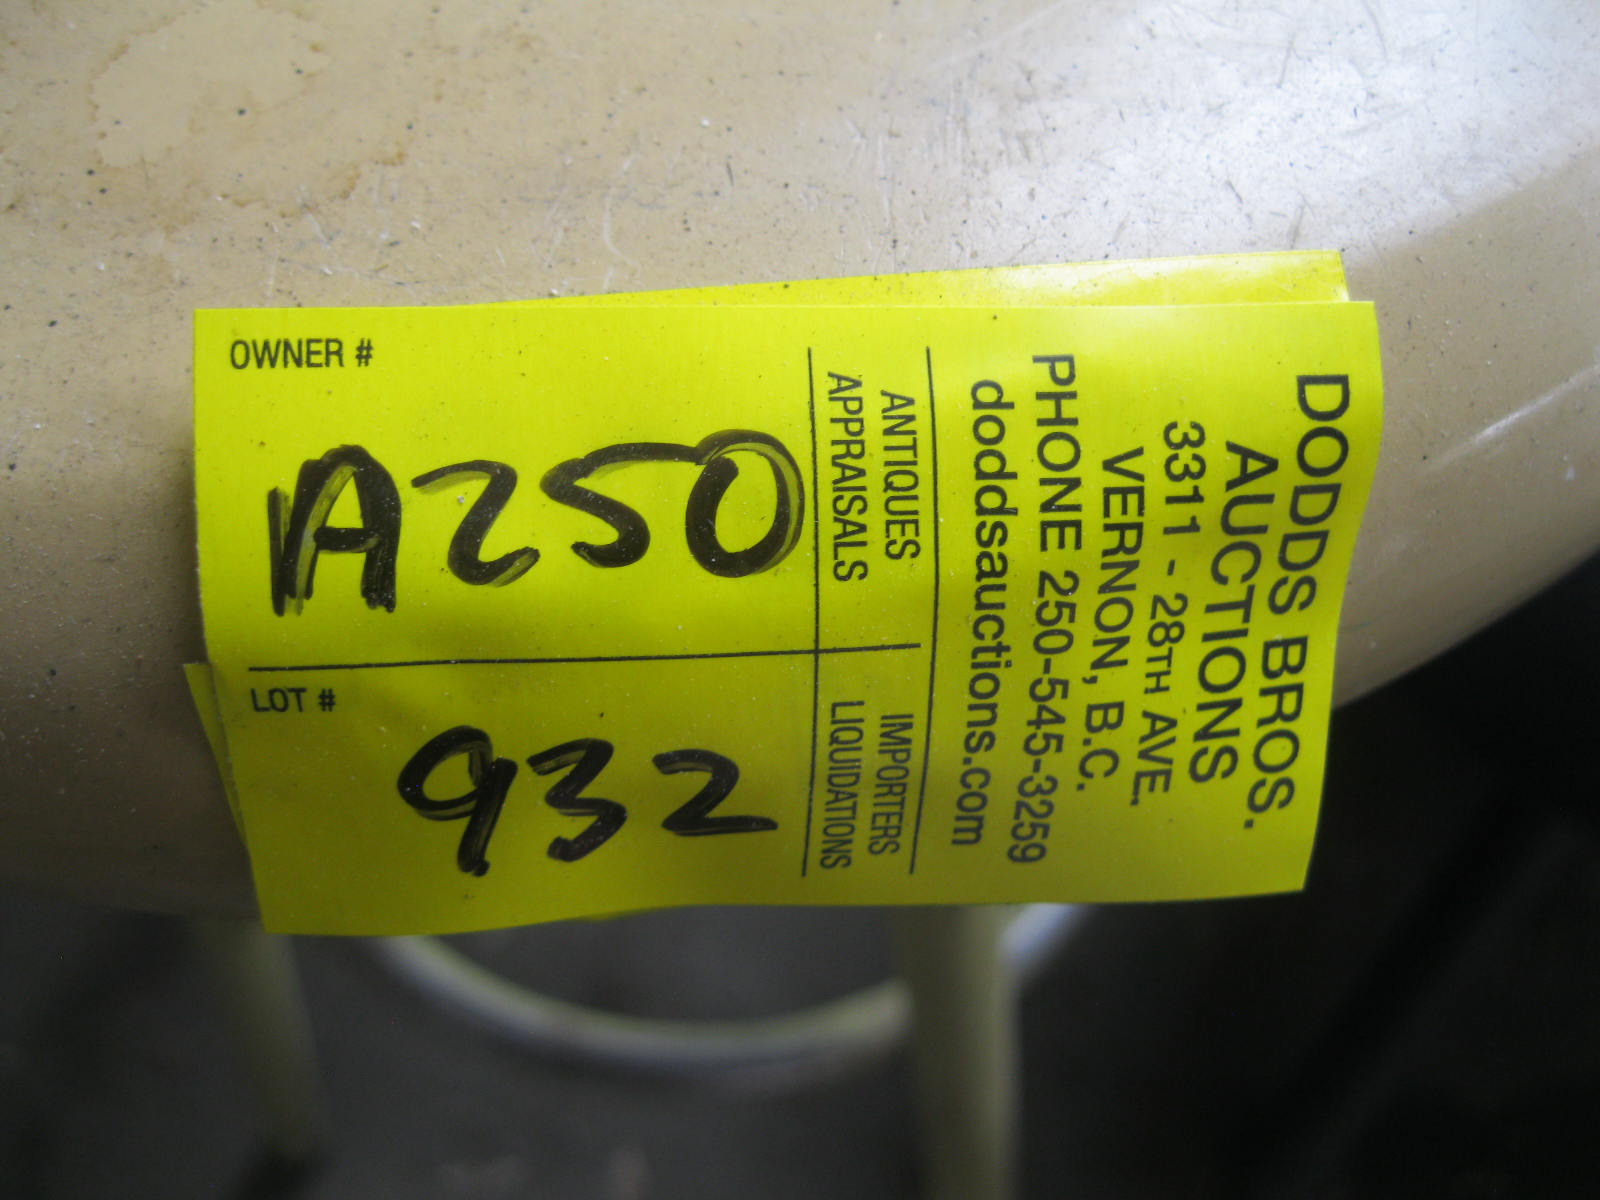 DODDS BROS.
AUCTIONS
3311 - 28TH AVE.
VERNON, B.C.
PHONE 250-545-3259
doddsauctions.com
ANTIQUES
APPRAISALS
IMPORTERS
LIQUIDATIONS
OWNER #
A250
LOT #
932